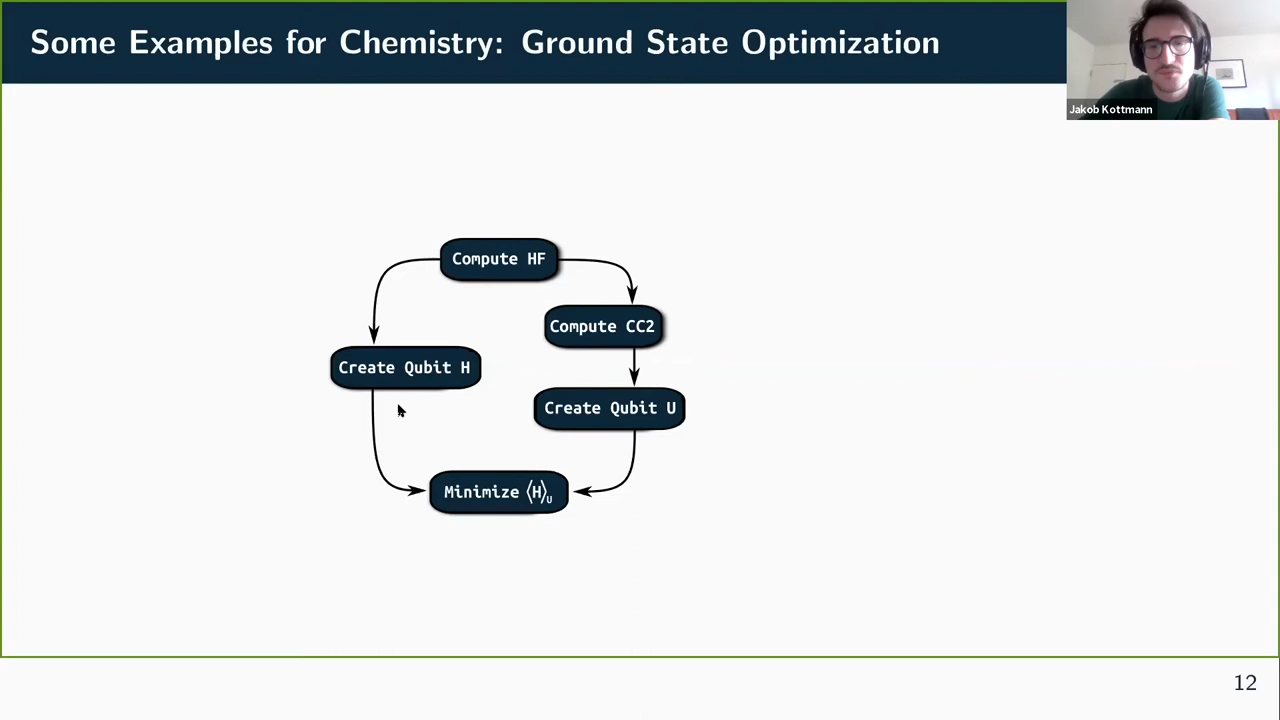 Some Examples for Chemistry: Ground State Optimization
Jakob Kottmann
Compute HF
Compute CC2
Create Qubit H
Create Qubit U
Minimize ⟨H⟩U
12